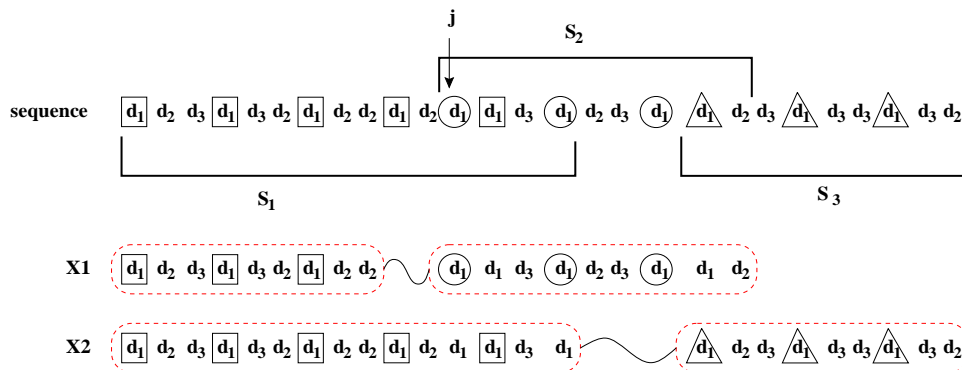 j
S₂
sequence d₁ d₂ d₃ d₁ d₃ d₂ d₁ d₂ d₂ d₁ d₂ d₁ d₁ d₃ d₁ d₂ d₃ d₁ d₁ d₂ d₃ d₁ d₃ d₃ d₁ d₃ d₂
S₁ S₃
X1 d₁ d₂ d₃ d₁ d₃ d₂ d₁ d₂ d₂ d₁ d₁ d₃ d₁ d₂ d₃ d₁ d₁ d₂
X2 d₁ d₂ d₃ d₁ d₃ d₂ d₁ d₂ d₂ d₁ d₂ d₁ d₁ d₃ d₁ d₁ d₂ d₃ d₁ d₃ d₃ d₁ d₃ d₂